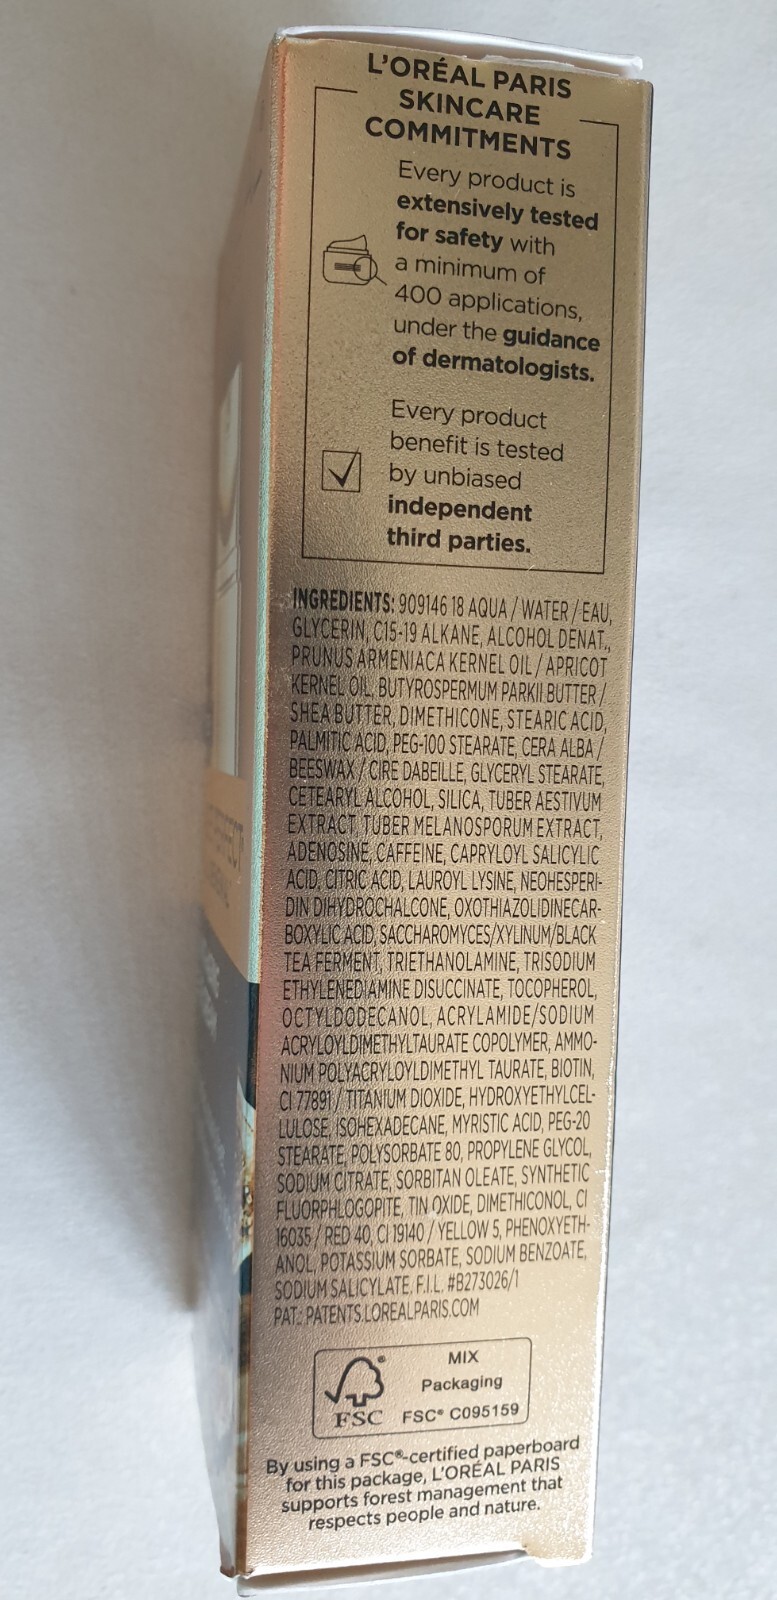 L'ORÉAL PARIS
SKINCARE
COMMITMENTS
Every product is
extensively tested
for safety with
a minimum of
400 applications,
under the guidance
of dermatologists.
Every product
benefit is tested
by unbiased
independent
third parties.
INGREDIENTS: 909146 18 AQUA / WATER / EAU,
GLYCERIN, C15-19 ALKANE, ALCOHOL DENAT.,
PRUNUS ARMENIACA KERNEL OIL / APRICOT
KERNEL OIL, BUTYROSPERMUM PARKII BUTTER /
SHEA BUTTER, DIMETHICONE, STEARIC ACID,
PALMITIC ACID, PEG-100 STEARATE, CERA ALBA /
BEESWAX / CIRE DABEILLE, GLYCERYL STEARATE,
CETEARYL ALCOHOL, SILICA, TUBER AESTIVUM
EXTRACT, TUBER MELANOSPORUM EXTRACT,
ADENOSINE, CAFFEINE, CAPRYLOYL SALICYLIC
ACID, CITRIC ACID, LAUROYL LYSINE, NEOHESPERI-
DIN DIHYDROCHALCONE, OXOTHIAZOLIDINECAR-
BOXYLIC ACID, SACCHAROMYCES/XYLINUM/BLACK
TEA FERMENT, TRIETHANOLAMINE, TRISODIUM
ETHYLENEDIAMINE DISUCCINATE, TOCOPHEROL,
OCTYLDODECANOL, ACRYLAMIDE/SODIUM
ACRYLOYLDIMETHYLTAURATE COPOLYMER, AMMO-
NIUM POLYACRYLOYLDIMETHYL TAURATE, BIOTIN,
CI 77891 / TITANIUM DIOXIDE, HYDROXYETHYLCEL-
LULOSE, ISOHEXADECANE, MYRISTIC ACID, PEG-20
STEARATE, POLYSORBATE 80, PROPYLENE GLYCOL,
SODIUM CITRATE, SORBITAN OLEATE, SYNTHETIC
FLUORPHLOGOPITE, TIN OXIDE, DIMETHICONOL, CI
16035 / RED 40, CI 19140 / YELLOW 5, PHENOXYETH-
ANOL, POTASSIUM SORBATE, SODIUM BENZOATE,
SODIUM SALICYLATE, F.I.L. #B273026/1
PAT.: PATENTS.LOREALPARIS.COM
MIX
Packaging
FSC FSC® C095159
By using a FSC®-certified paperboard
for this package, L'ORÉAL PARIS
supports forest management that
respects people and nature.